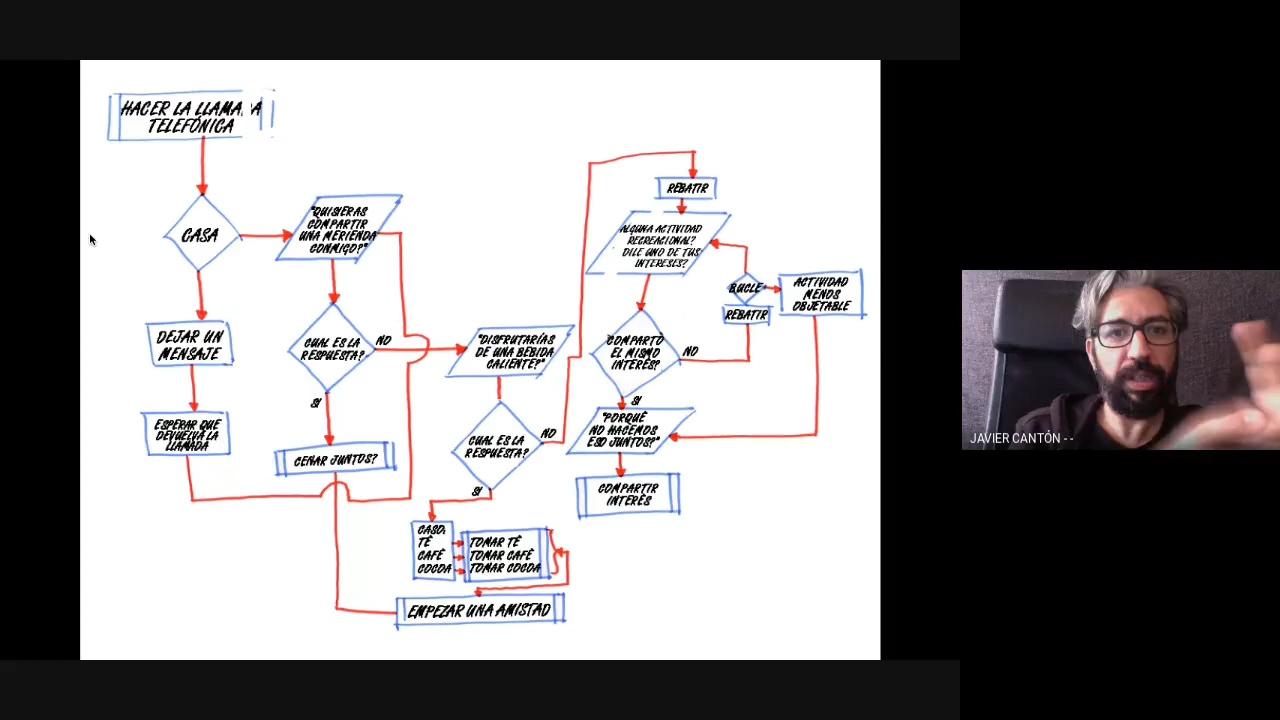 HACER LA LLAMADA
TELEFÓNICA
CASA
"QUISIERAS
COMPARTIR
UNA MERIENDA
CONMIGO?"
DEJAR UN
MENSAJE
ESPERAR QUE
DEVUELVA LA
LLAMADA
CUAL ES LA
RESPUESTA?
NO
SI
CENAR JUNTOS?
"DISFRUTARÍAS
DE UNA BEBIDA
CALIENTE?"
CUAL ES LA
RESPUESTA?
NO
SI
CASO:
TÉ
CAFÉ
COCOA
TOMAR TÉ
TOMAR CAFÉ
TOMAR COCOA
EMPEZAR UNA AMISTAD
REBATIR
ALGUNA ACTIVIDAD
RECREACIONAL?
DILE UNO DE TUS
INTERESES?
BUCLE
REBATIR
ACTIVIDAD
MENOS
OBJETABLE
COMPARTÓ
EL MISMO
INTERÉS?
NO
SI
"PORQUÉ
NO HACEMOS
ESO JUNTOS?"
COMPARTIR
INTERÉS
JAVIER CANTÓN - -